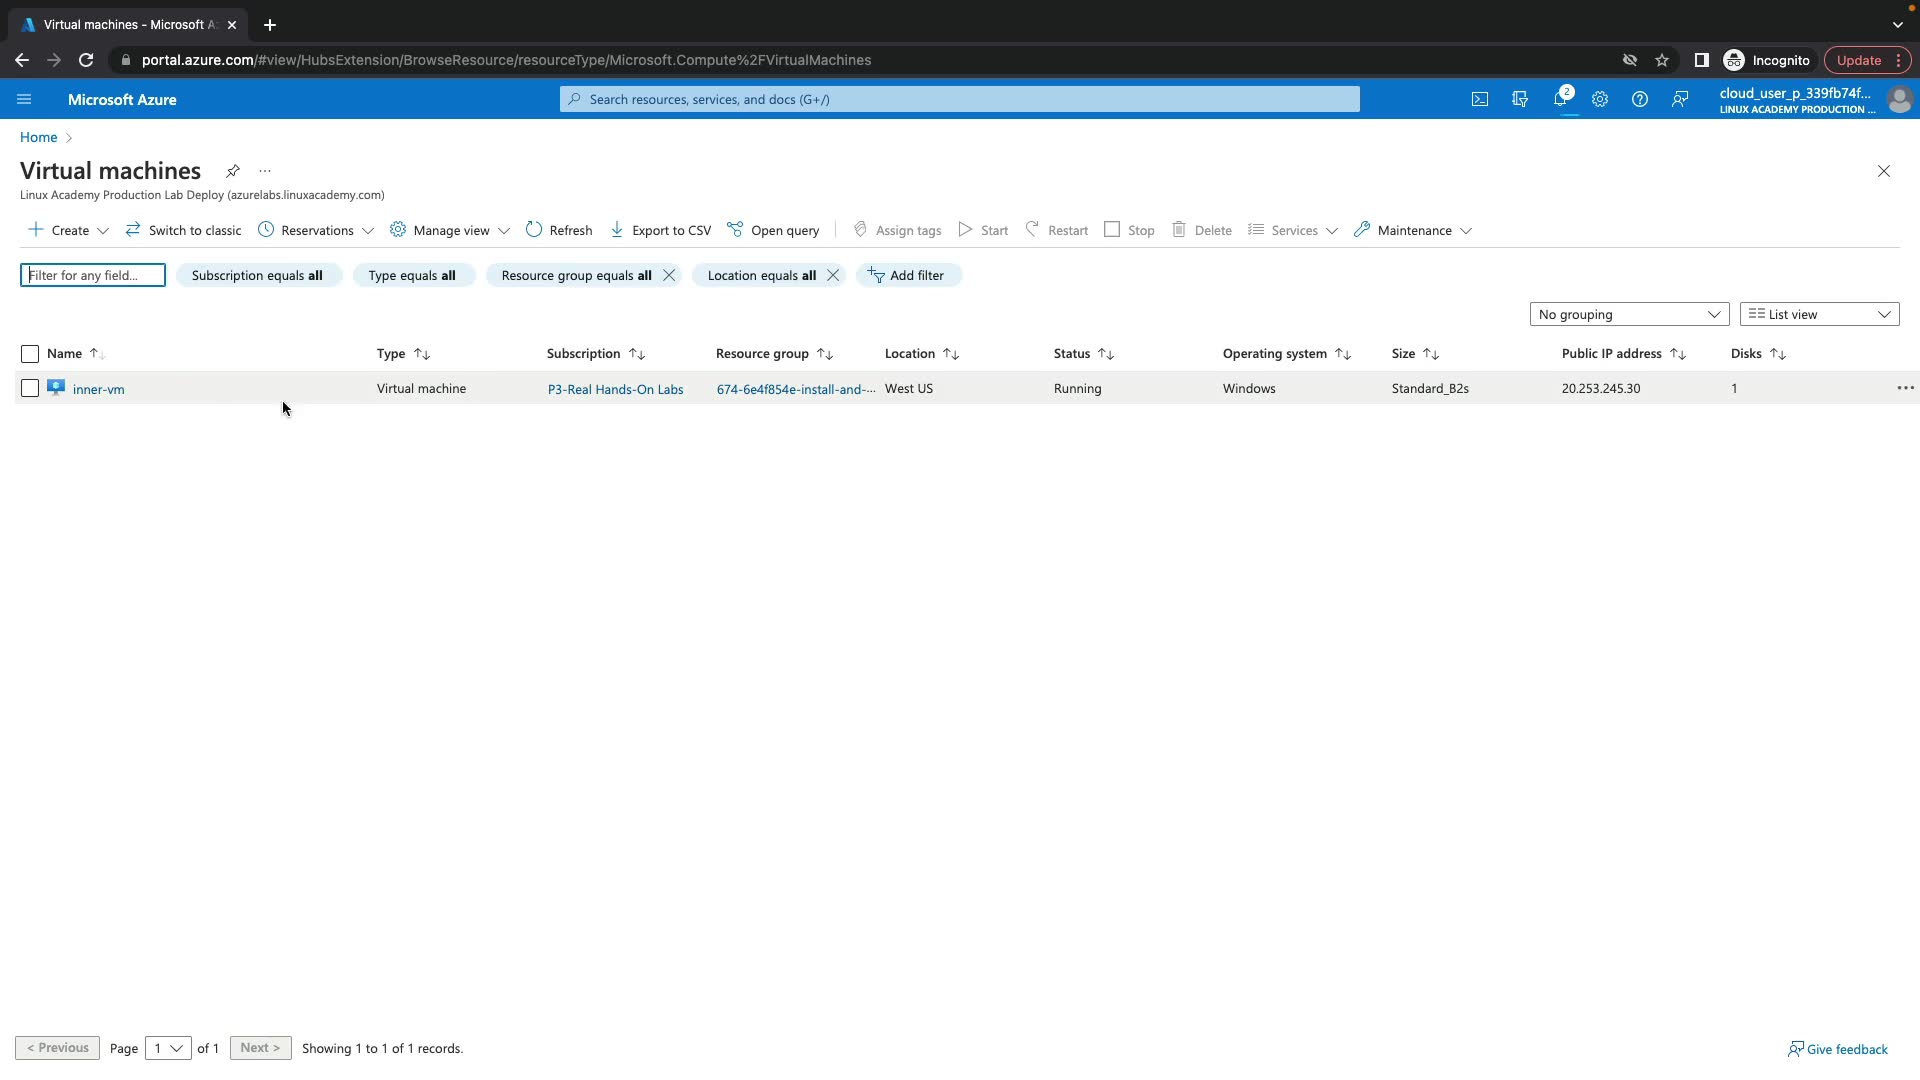 Virtual machines - Microsoft A
portal.azure.com/#view/HubsExtension/BrowseResource/resourceType/Microsoft.Compute%2FVirtualMachines
Incognito
Update
Microsoft Azure
Search resources, services, and docs (G+/)
2
cloud_user_p_339fb74f...
LINUX ACADEMY PRODUCTION ...
Home
Virtual machines
Linux Academy Production Lab Deploy (azurelabs.linuxacademy.com)
Create
Switch to classic
Reservations
Manage view
Refresh
Export to CSV
Open query
Assign tags
Start
Restart
Stop
Delete
Services
Maintenance
Filter for any field...
Subscription equals all
Type equals all
Resource group equals all
Location equals all
Add filter
No grouping
List view
Name
Type
Subscription
Resource group
Location
Status
Operating system
Size
Public IP address
Disks
inner-vm
Virtual machine
P3-Real Hands-On Labs
674-6e4f854e-install-and-...
West US
Running
Windows
Standard_B2s
20.253.245.30
1
< Previous
Page
1
of 1
Next >
Showing 1 to 1 of 1 records.
Give feedback